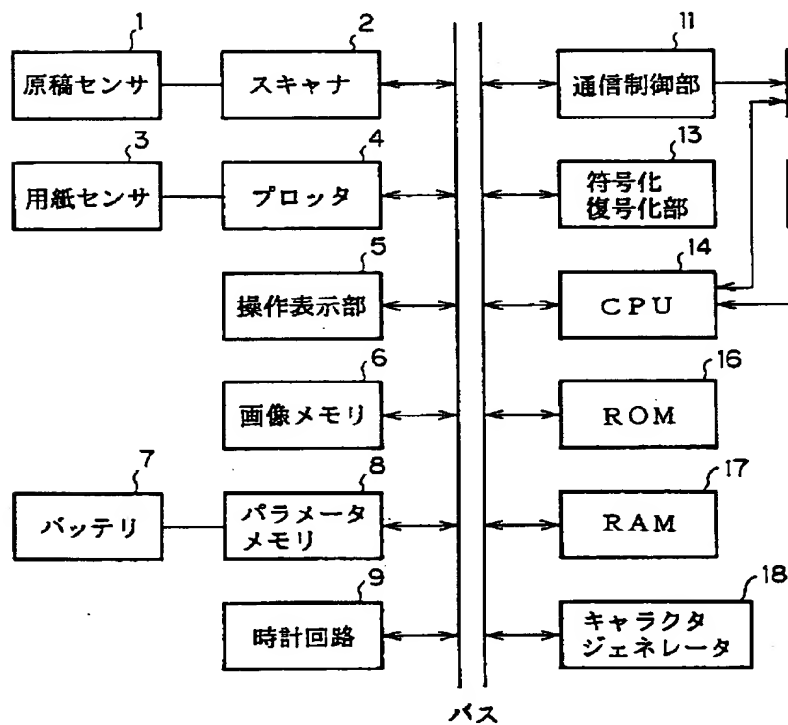 1
原稿センサ
2
スキャナ
3
用紙センサ
4
プロッタ
5
操作表示部
6
画像メモリ
7
バッテリ
8
パラメータ
メモリ
9
時計回路
11
通信制御部
13
符号化
復号化部
14
CPU
16
ROM
17
RAM
18
キャラクタ
ジェネレータ
バス